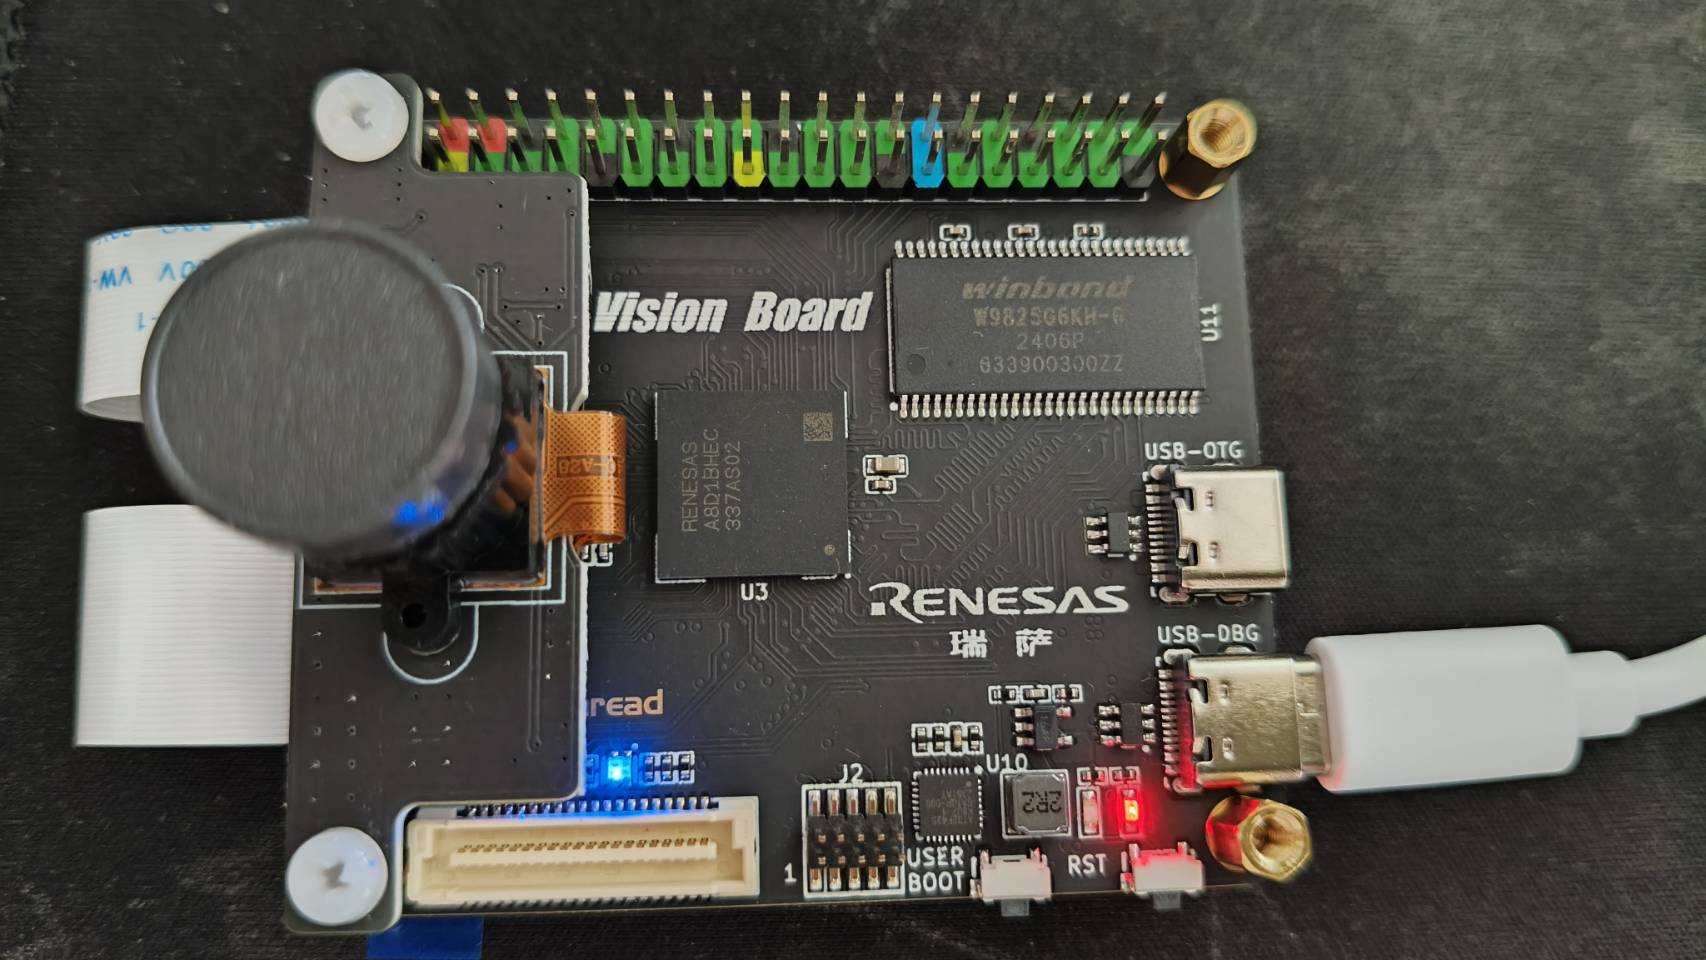 Vision Board
winbond
W9825G6KH-6
2406P
633900300ZZ
U11
RENESAS
A8D1BHEC
337AS02
U3
USB-OTG
RENESAS
瑞 萨
USB-DBG
read
J2
U10
2R2
1
USER
BOOT
RST